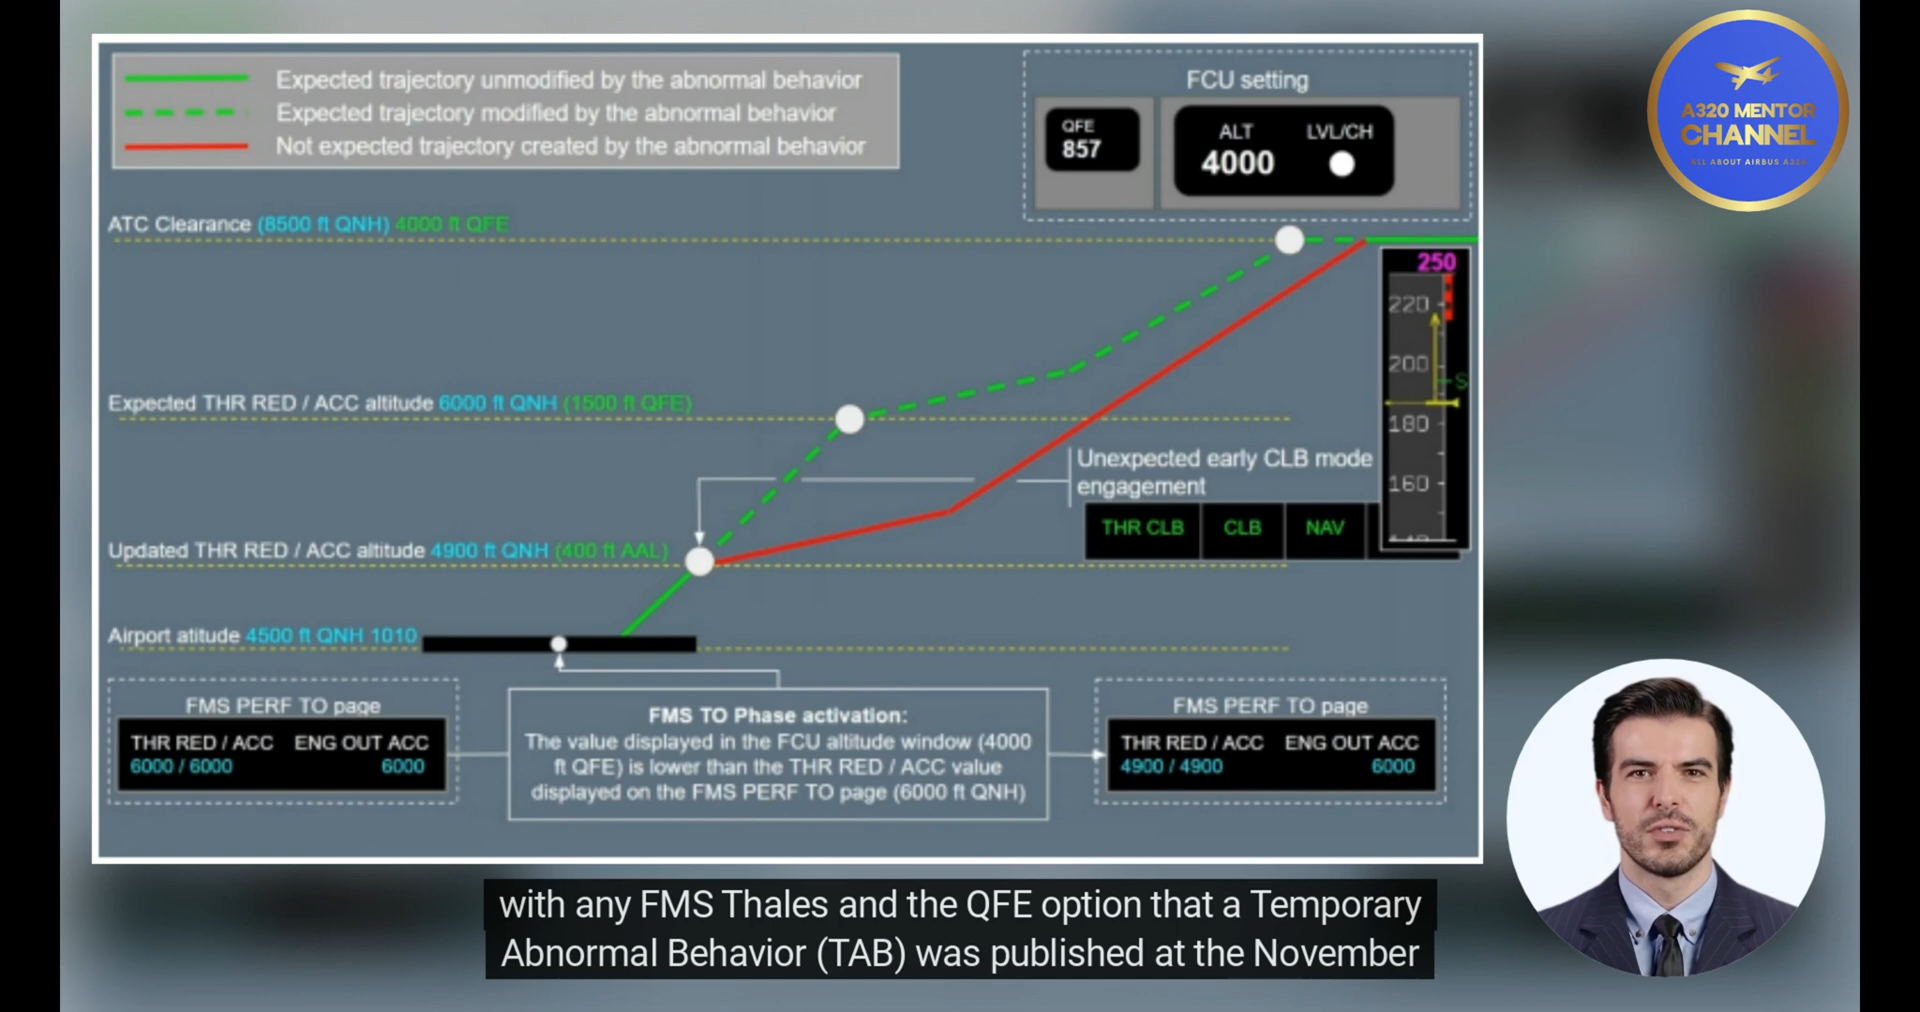 Expected trajectory unmodified by the abnormal behavior
Expected trajectory modified by the abnormal behavior
Not expected trajectory created by the abnormal behavior
FCU setting
QFE
857
ALT LVL/CH
4000
A320 MENTOR
CHANNEL
ALL ABOUT AIRBUS A320
ATC Clearance (8500 ft QNH) 4000 ft QFE
250
220
200
S
180
160
Expected THR RED / ACC altitude 6000 ft QNH (1500 ft QFE)
Unexpected early CLB mode
engagement
THR CLB CLB NAV
Updated THR RED / ACC altitude 4900 ft QNH (400 ft AAL)
Airport atitude 4500 ft QNH 1010
FMS PERF TO page
THR RED / ACC ENG OUT ACC
6000 / 6000 6000
FMS TO Phase activation:
The value displayed in the FCU altitude window (4000
ft QFE) is lower than the THR RED / ACC value
displayed on the FMS PERF TO page (6000 ft QNH)
FMS PERF TO page
THR RED / ACC ENG OUT ACC
4900 / 4900 6000
with any FMS Thales and the QFE option that a Temporary
Abnormal Behavior (TAB) was published at the November